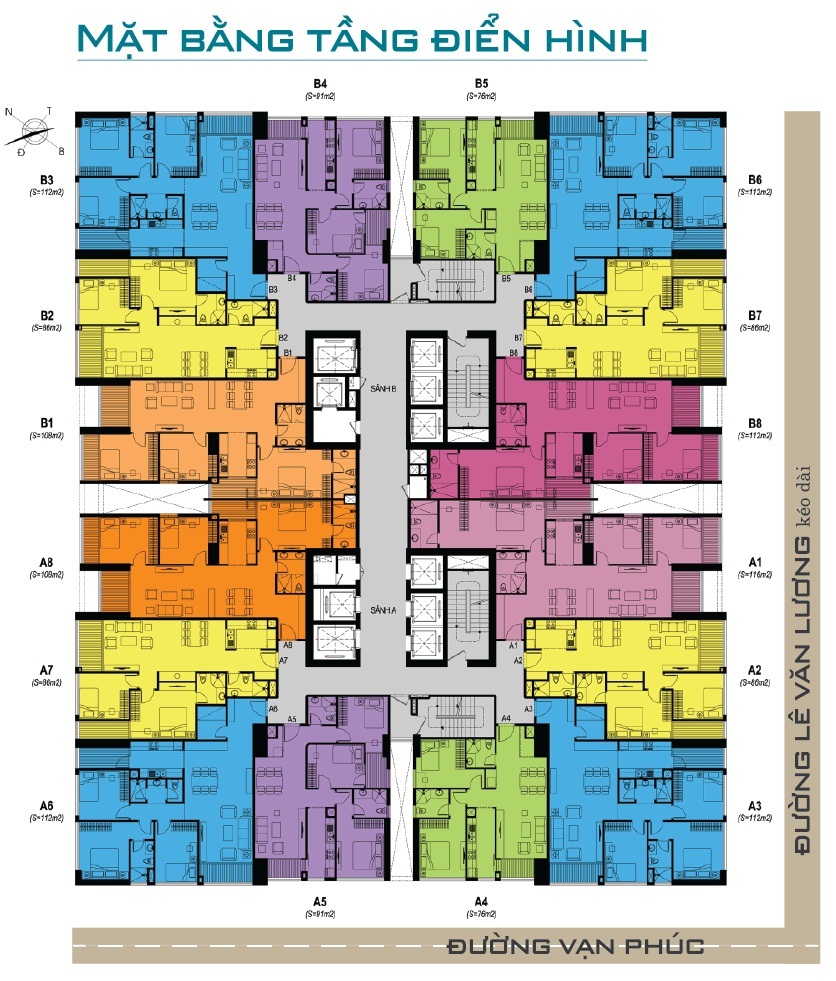 MẶT BẰNG TẦNG ĐIỂN HÌNH
B4
(S=91m2)
B5
(S=76m2)
N
T
Đ
B
B3
(S=112m2)
B6
(S=112m2)
B4
B5
B3
B6
B2
(S=86m2)
B7
(S=86m2)
B2
B7
B1
B8
SẢNH B
B1
(S=108m2)
B8
(S=112m2)
A8
(S=108m2)
A1
(S=116m2)
SẢNH A
A8
A1
A7
A2
A7
(S=86m2)
A2
(S=86m2)
A6
A3
A5
A4
A6
(S=112m2)
A3
(S=112m2)
A5
(S=91m2)
A4
(S=76m2)
ĐƯỜNG LÊ VĂN LƯƠNG kéo dài
ĐƯỜNG VẠN PHÚC